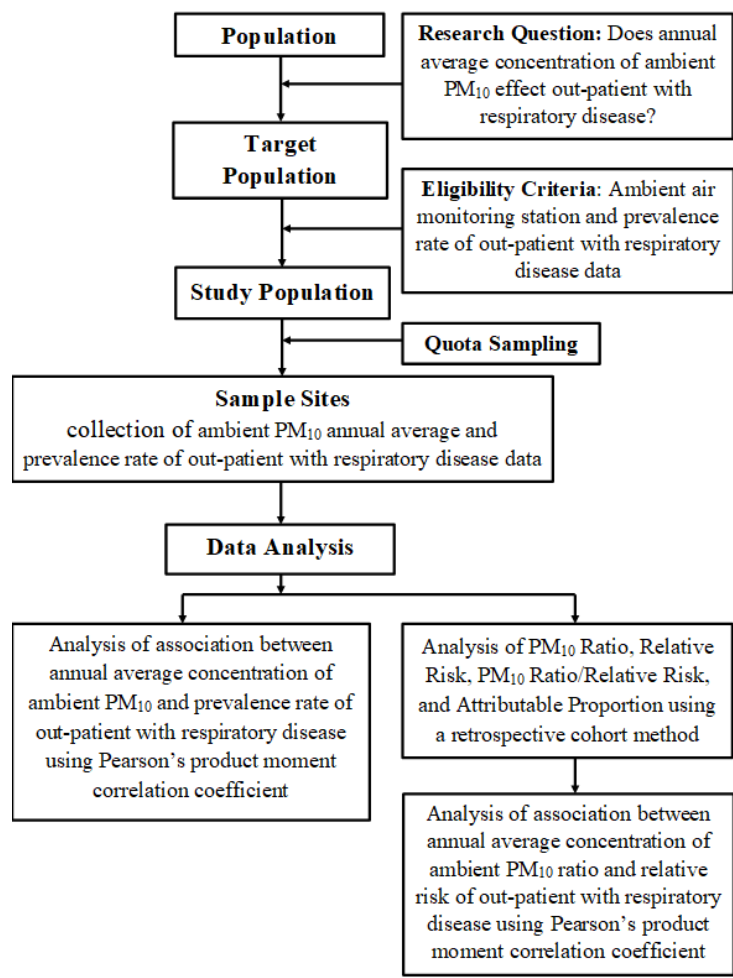 Population
Research Question: Does annual
average concentration of ambient
PM₁₀ effect out-patient with
respiratory disease?
Target
Population
Eligibility Criteria: Ambient air
monitoring station and prevalence
rate of out-patient with respiratory
disease data
Study Population
Quota Sampling
Sample Sites
collection of ambient PM₁₀ annual average and
prevalence rate of out-patient with respiratory disease data
Data Analysis
Analysis of association between
annual average concentration of
ambient PM₁₀ and prevalence rate of
out-patient with respiratory disease
using Pearson’s product moment
correlation coefficient
Analysis of PM₁₀ Ratio, Relative
Risk, PM₁₀ Ratio/Relative Risk,
and Attributable Proportion using
a retrospective cohort method
Analysis of association between
annual average concentration of
ambient PM₁₀ ratio and relative
risk of out-patient with respiratory
disease using Pearson’s product
moment correlation coefficient